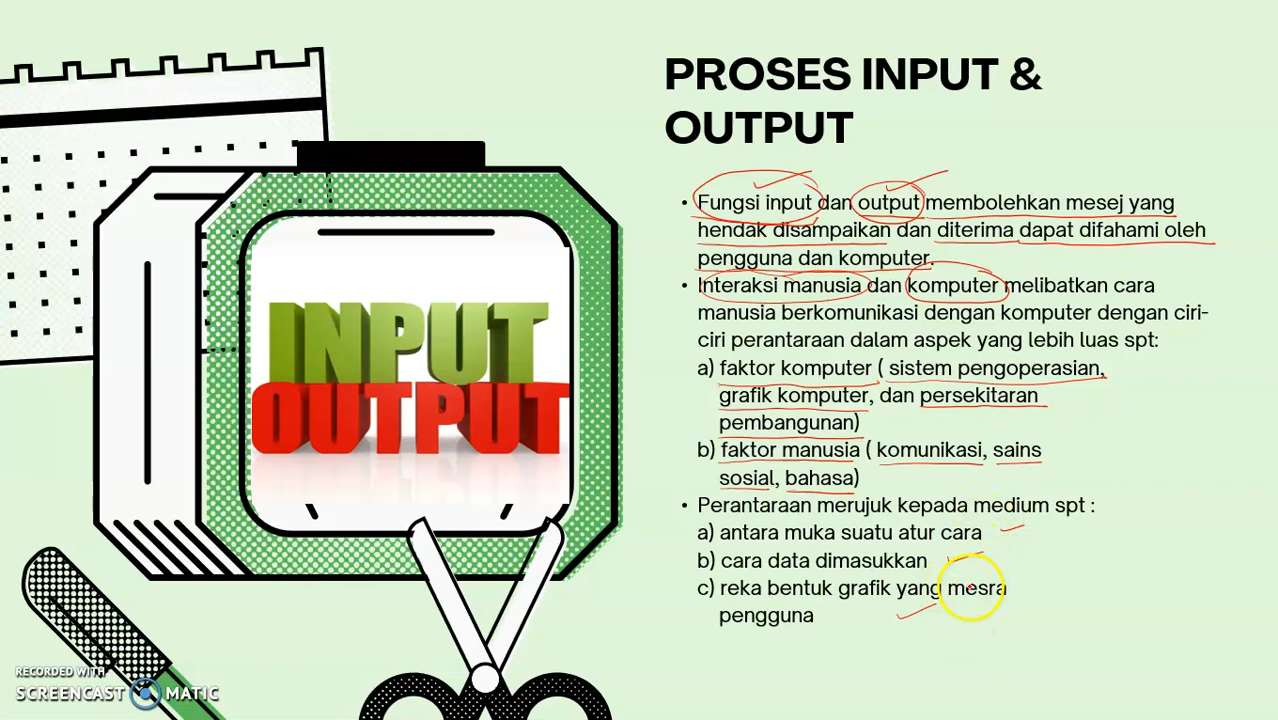 PROSES INPUT &
OUTPUT
• Fungsi input dan output membolehkan mesej yang
hendak disampaikan dan diterima dapat difahami oleh
pengguna dan komputer.
• Interaksi manusia dan komputer melibatkan cara
manusia berkomunikasi dengan komputer dengan ciri-
ciri perantaraan dalam aspek yang lebih luas spt:
a) faktor komputer ( sistem pengoperasian,
grafik komputer, dan persekitaran
pembangunan)
b) faktor manusia ( komunikasi, sains
sosial, bahasa)
• Perantaraan merujuk kepada medium spt :
a) antara muka suatu atur cara
b) cara data dimasukkan
c) reka bentuk grafik yang mesra
pengguna
INPUT
OUTPUT
RECORDED WITH
SCREENCAST MATIC